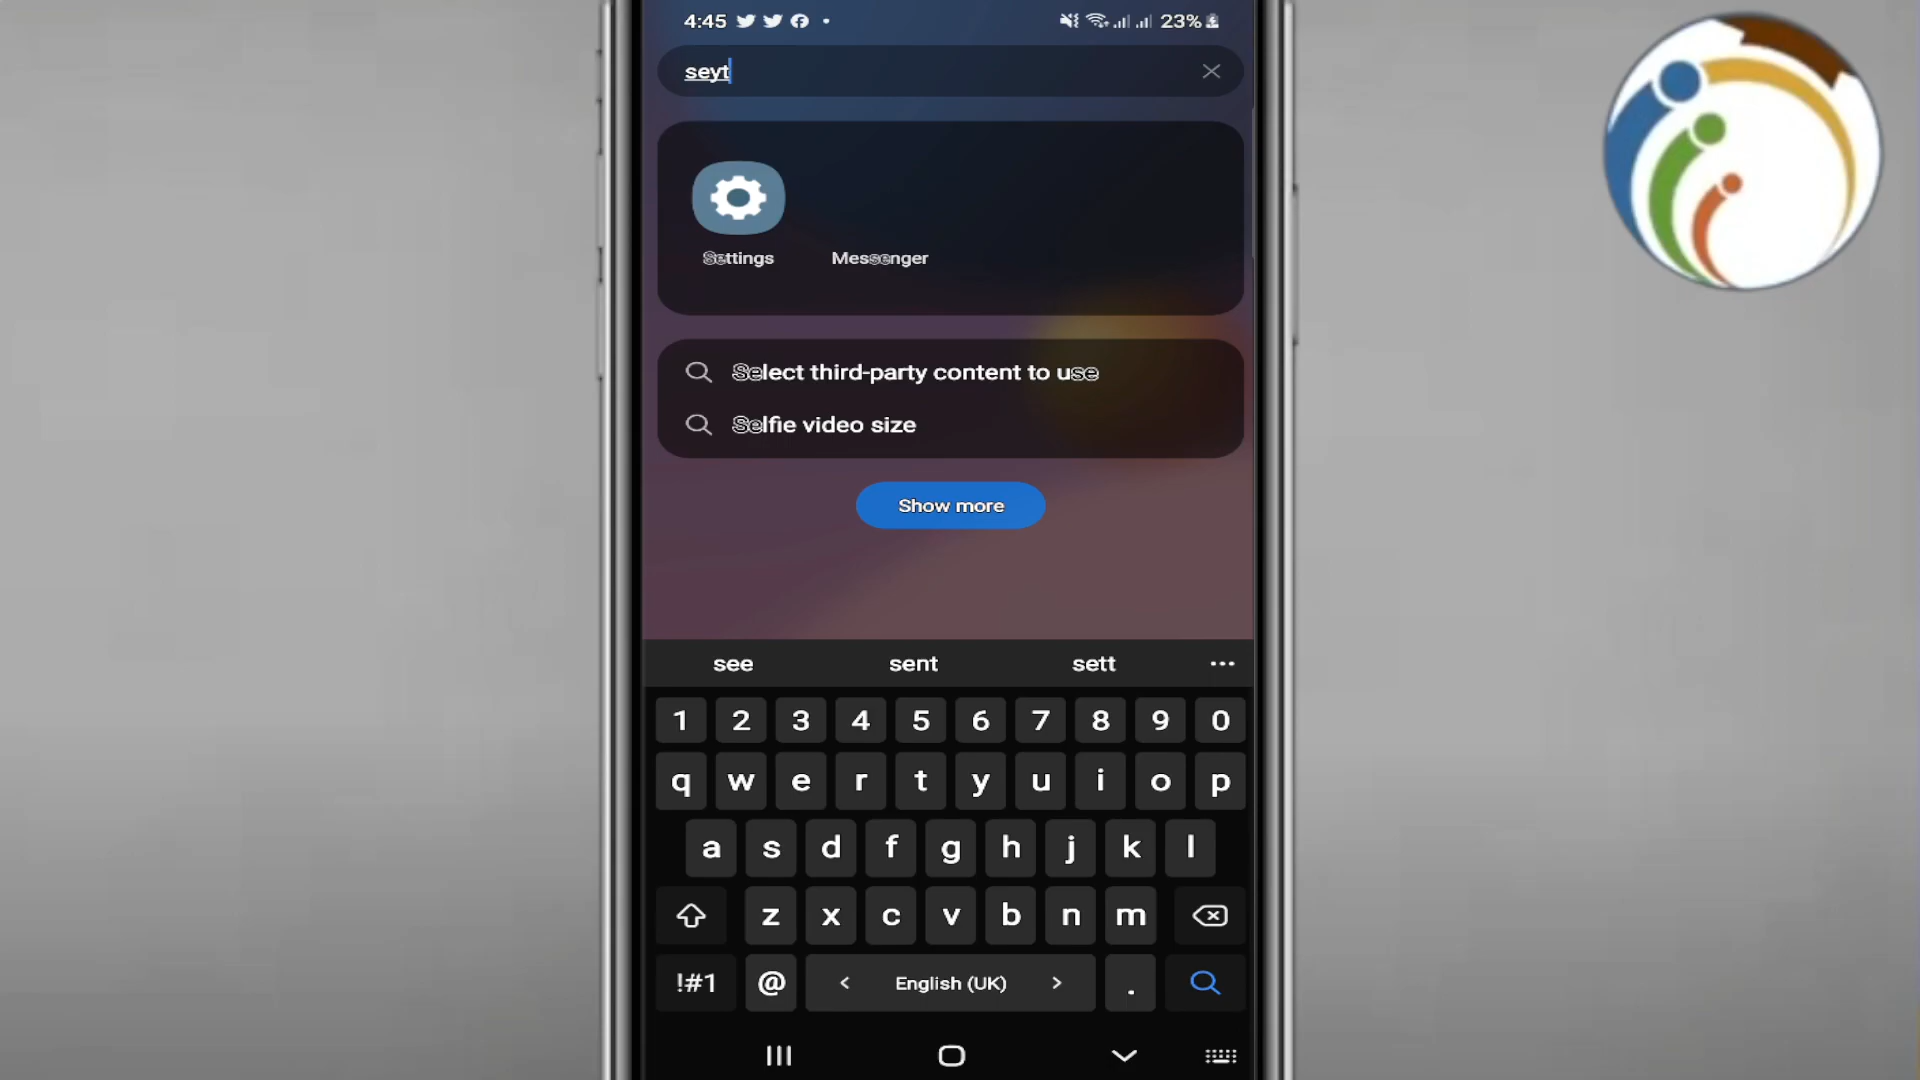 4:45 23%
seyt
Settings Messenger
Select third-party content to use
Selfie video size
Show more
see sent sett ...
1 2 3 4 5 6 7 8 9 0
q w e r t y u i o p
a s d f g h j k l
z x c v b n m
!#1 @ < English (UK) > .